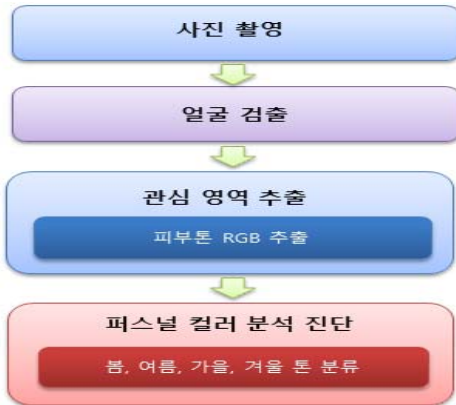 사진 촬영
얼굴 검출
관심 영역 추출
피부톤 RGB 추출
퍼스널 컬러 분석 진단
봄, 여름, 가을, 겨울 톤 분류